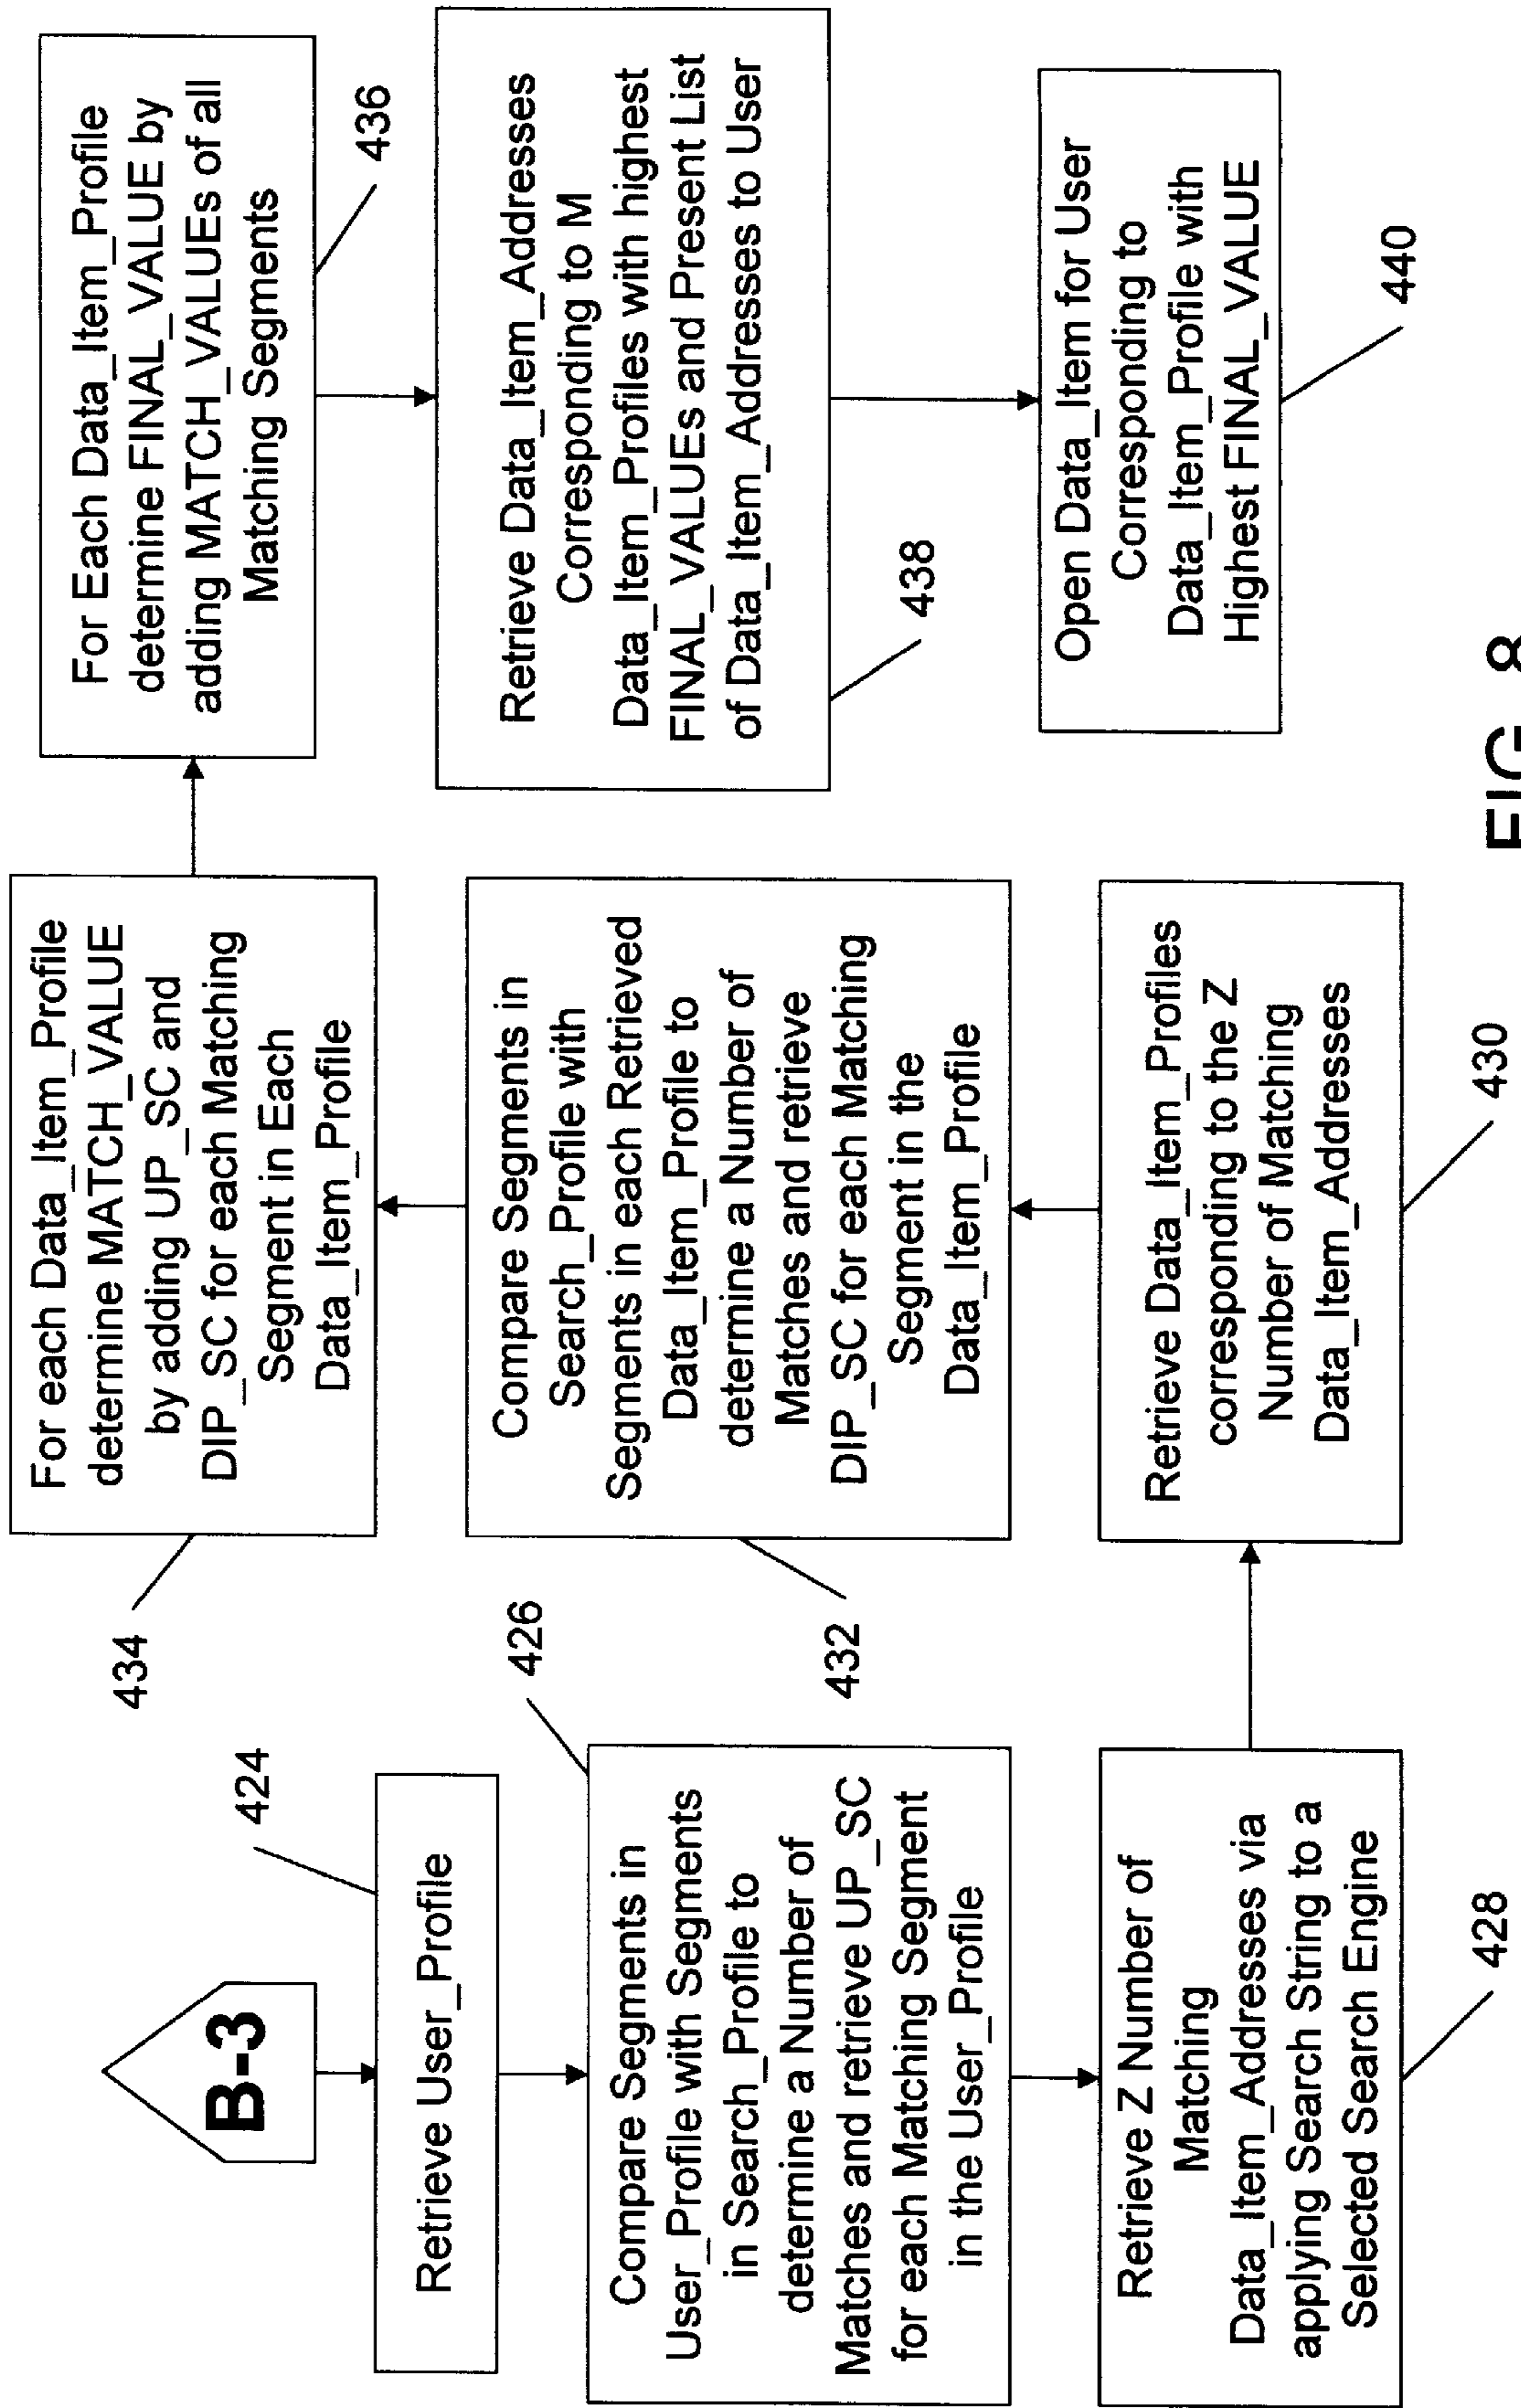 B-3
424
Retrieve User_Profile
426
Compare Segments in
User_Profile with Segments
in Search_Profile to
determine a Number of
Matches and retrieve UP_SC
for each Matching Segment
in the User_Profile
Retrieve Z Number of
Matching
Data_Item_Addresses via
applying Search String to a
Selected Search Engine
428
Retrieve Data_Item_Profiles
corresponding to the Z
Number of Matching
Data_Item_Addresses
430
Compare Segments in
Search_Profile with
Segments in each Retrieved
Data_Item_Profile to
determine a Number of
Matches and retrieve
DIP_SC for each Matching
Segment in the
Data_Item_Profile
432
For each Data_Item_Profile
determine MATCH_VALUE
by adding UP_SC and
DIP_SC for each Matching
Segment in Each
Data_Item_Profile
434
For Each Data_Item_Profile
determine FINAL_VALUE by
adding MATCH_VALUEs of all
Matching Segments
436
Retrieve Data_Item_Addresses
Corresponding to M
Data_Item_Profiles with highest
FINAL_VALUEs and Present List
of Data_Item_Addresses to User
438
Open Data_Item for User
Corresponding to
Data_Item_Profile with
Highest FINAL_VALUE
440
FIG. 8